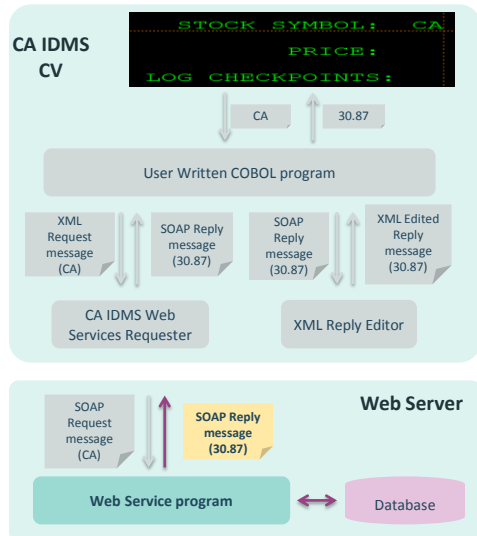 CA IDMS
CV
STOCK SYMBOL: CA
PRICE:
LOG CHECKPOINTS:
CA
30.87
User Written COBOL program
XML
Request
message
(CA)
SOAP Reply
message
(30.87)
SOAP
Reply
message
(30.87)
XML Edited
Reply
message
(30.87)
CA IDMS Web
Services Requester
XML Reply Editor
Web Server
SOAP
Request
message
(CA)
SOAP Reply
message
(30.87)
Web Service program
Database